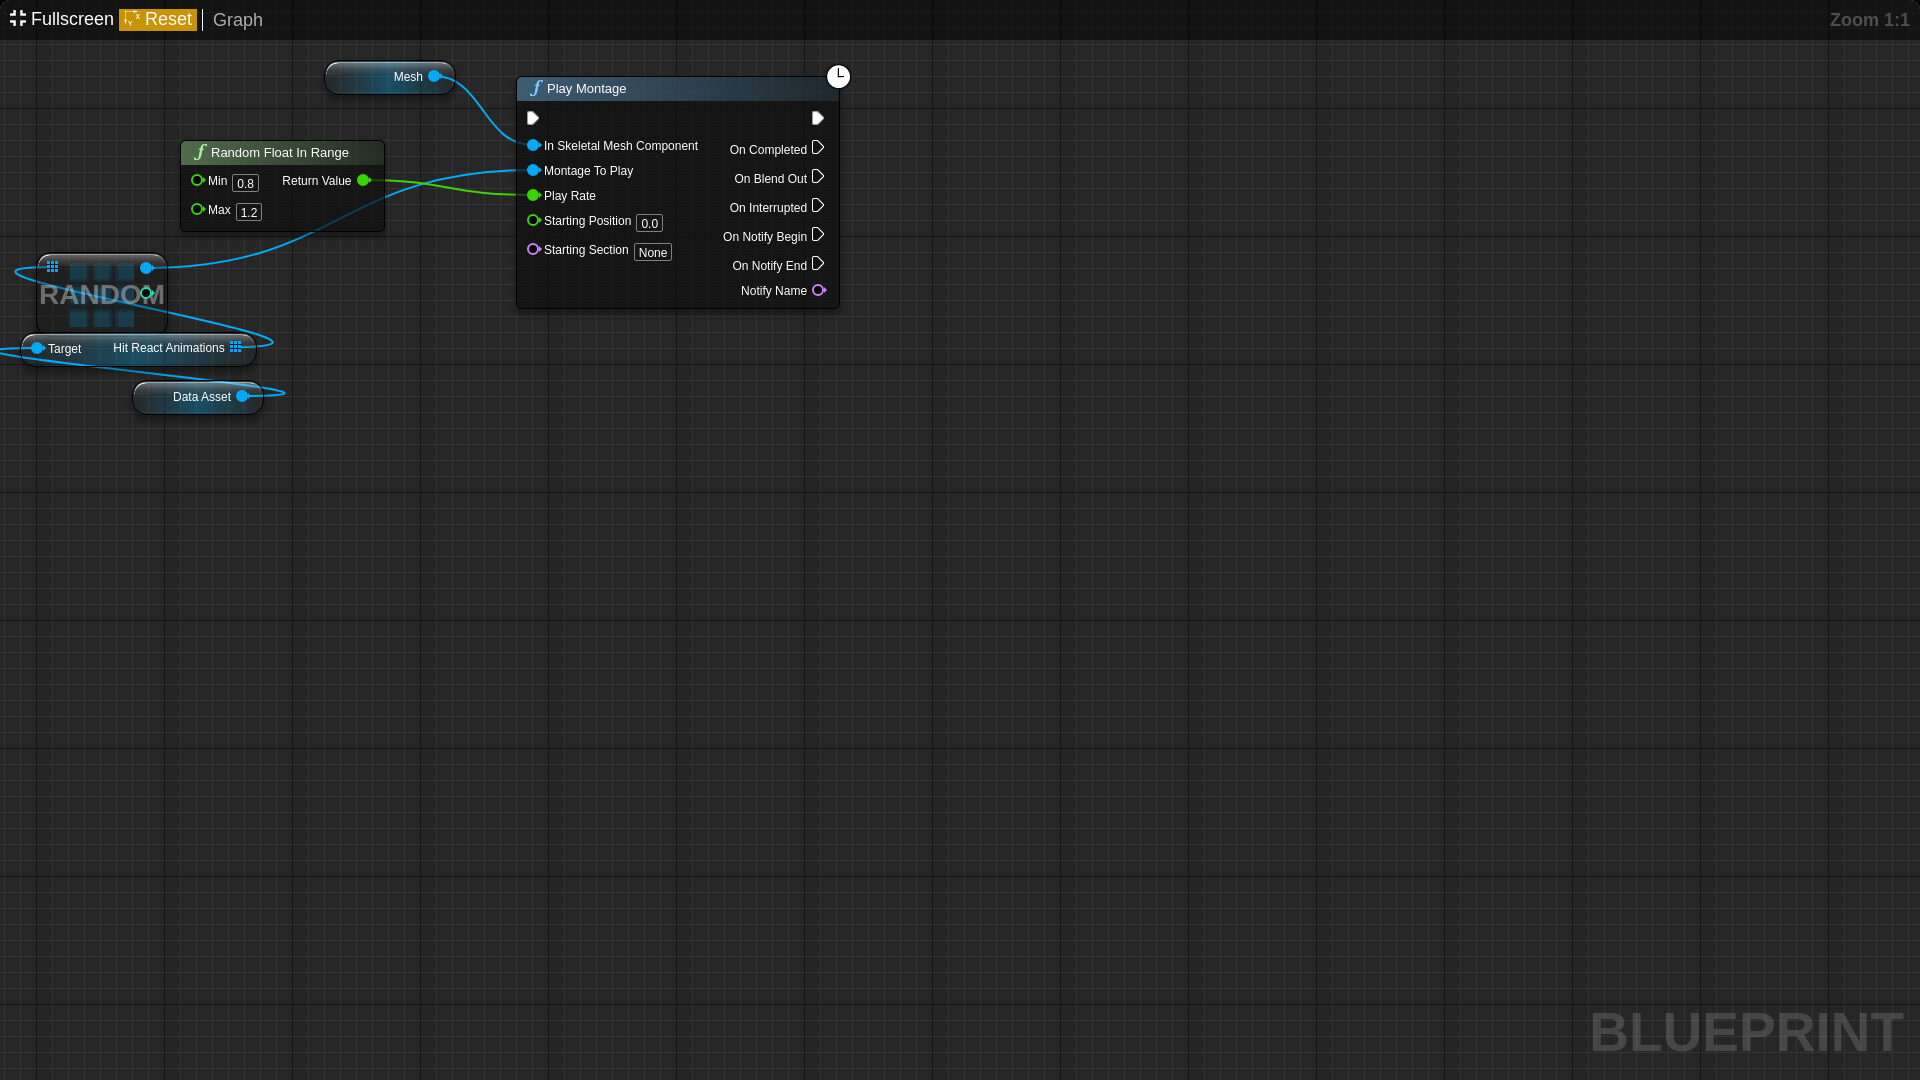 Fullscreen Reset Graph Zoom 1:1
Mesh
Play Montage
In Skeletal Mesh Component
Montage To Play
Play Rate
Starting Position 0.0
Starting Section None
On Completed
On Blend Out
On Interrupted
On Notify Begin
On Notify End
Notify Name
Random Float In Range
Min 0.8 Return Value
Max 1.2
RANDOM
Target Hit React Animations
Data Asset
BLUEPRINT